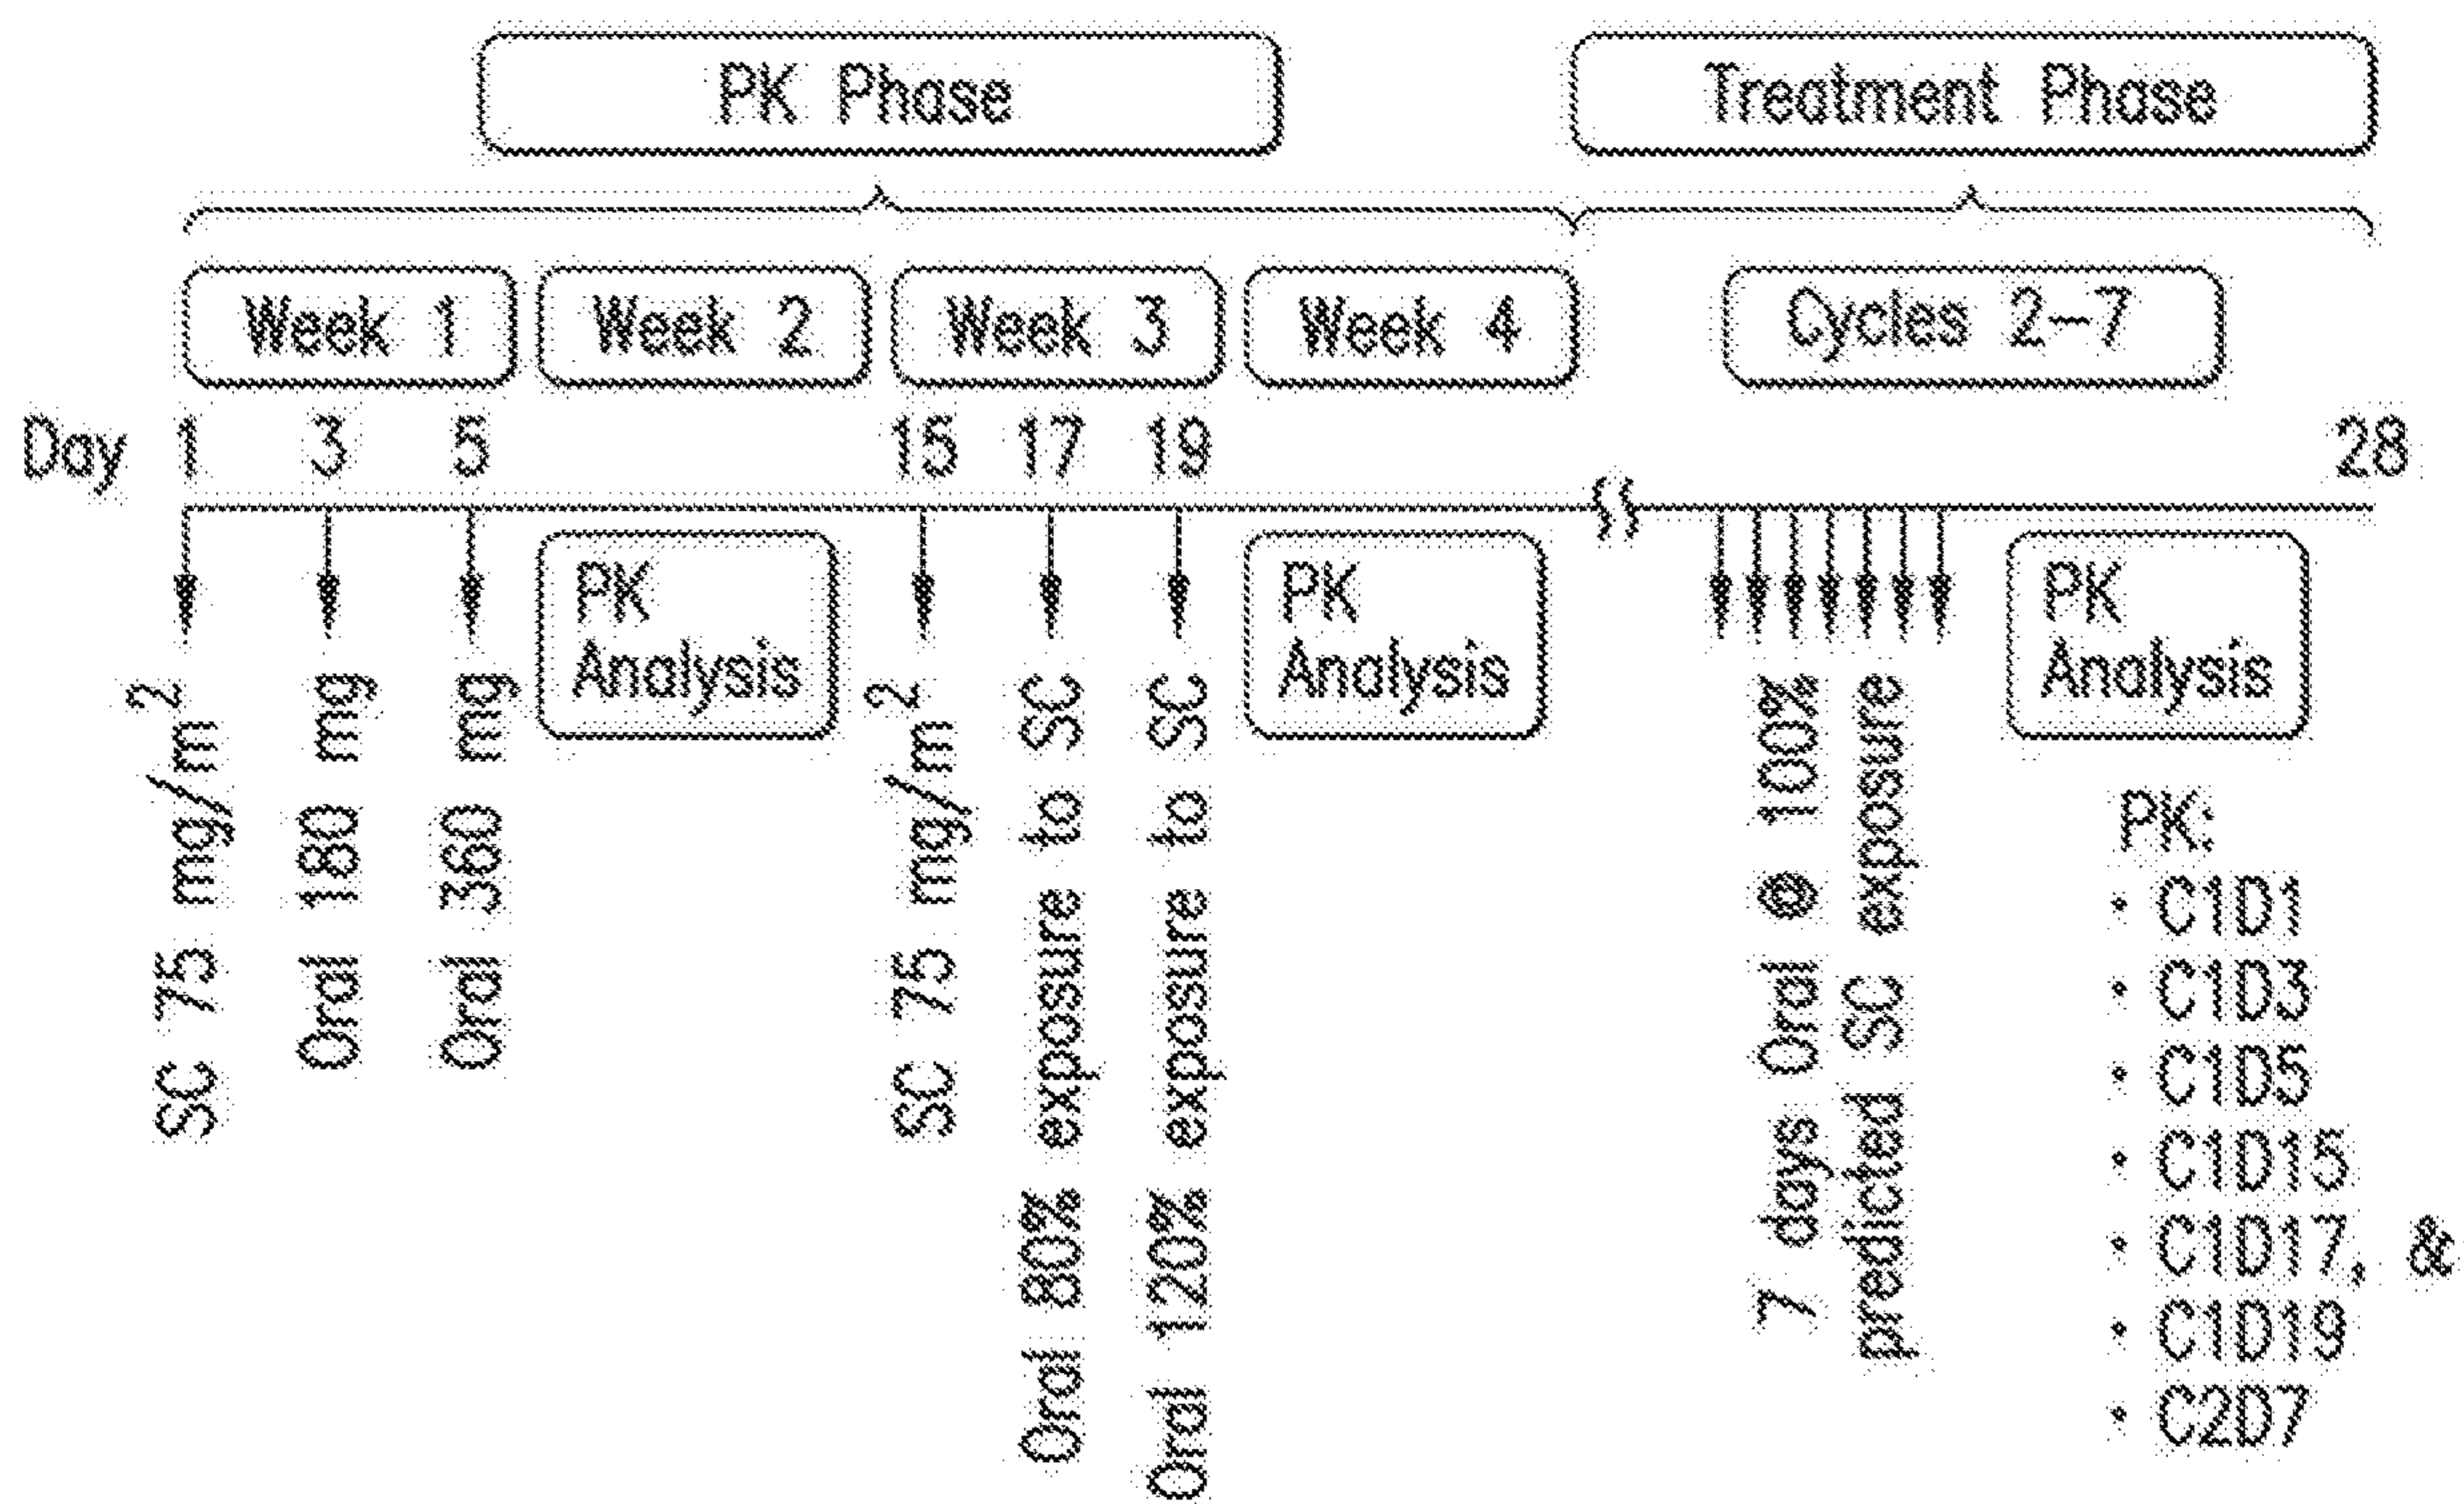 PK Phase
Treatment Phase
Week 1
Week 2
Week 3
Week 4
Cycles 2–7
Day 1 3 5 15 17 19 28
SC 75 mg/m²
Oral 180 mg
Oral 360 mg
PK
Analysis
SC 75 mg/m²
Oral 80% exposure to SC
Oral 120% exposure to SC
PK
Analysis
7 days Oral @ 100%
predicted SC exposure
PK
Analysis
PK:
• C1D1
• C1D3
• C1D5
• C1D15
• C1D17, &
• C1D19
• C2D7